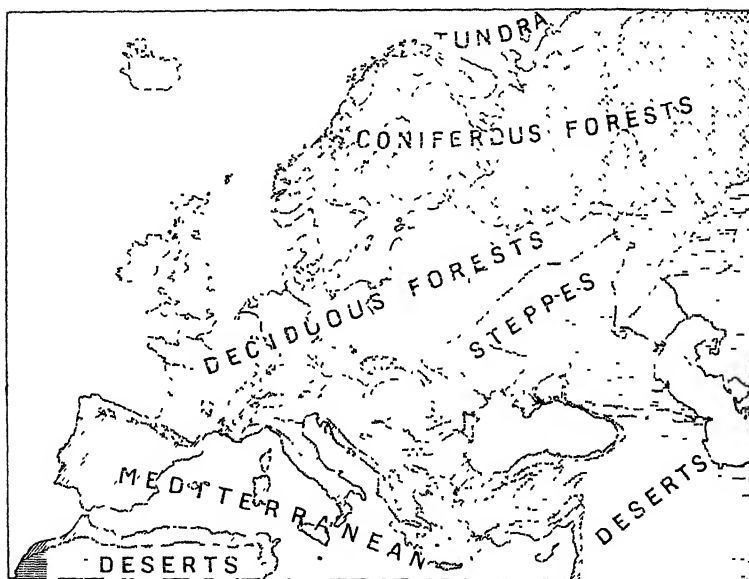 TUNDRA
CONIFEROUS FORESTS
DECIDUOUS FORESTS
STEPPES
MEDITERRANEAN
DESERTS
DESERTS